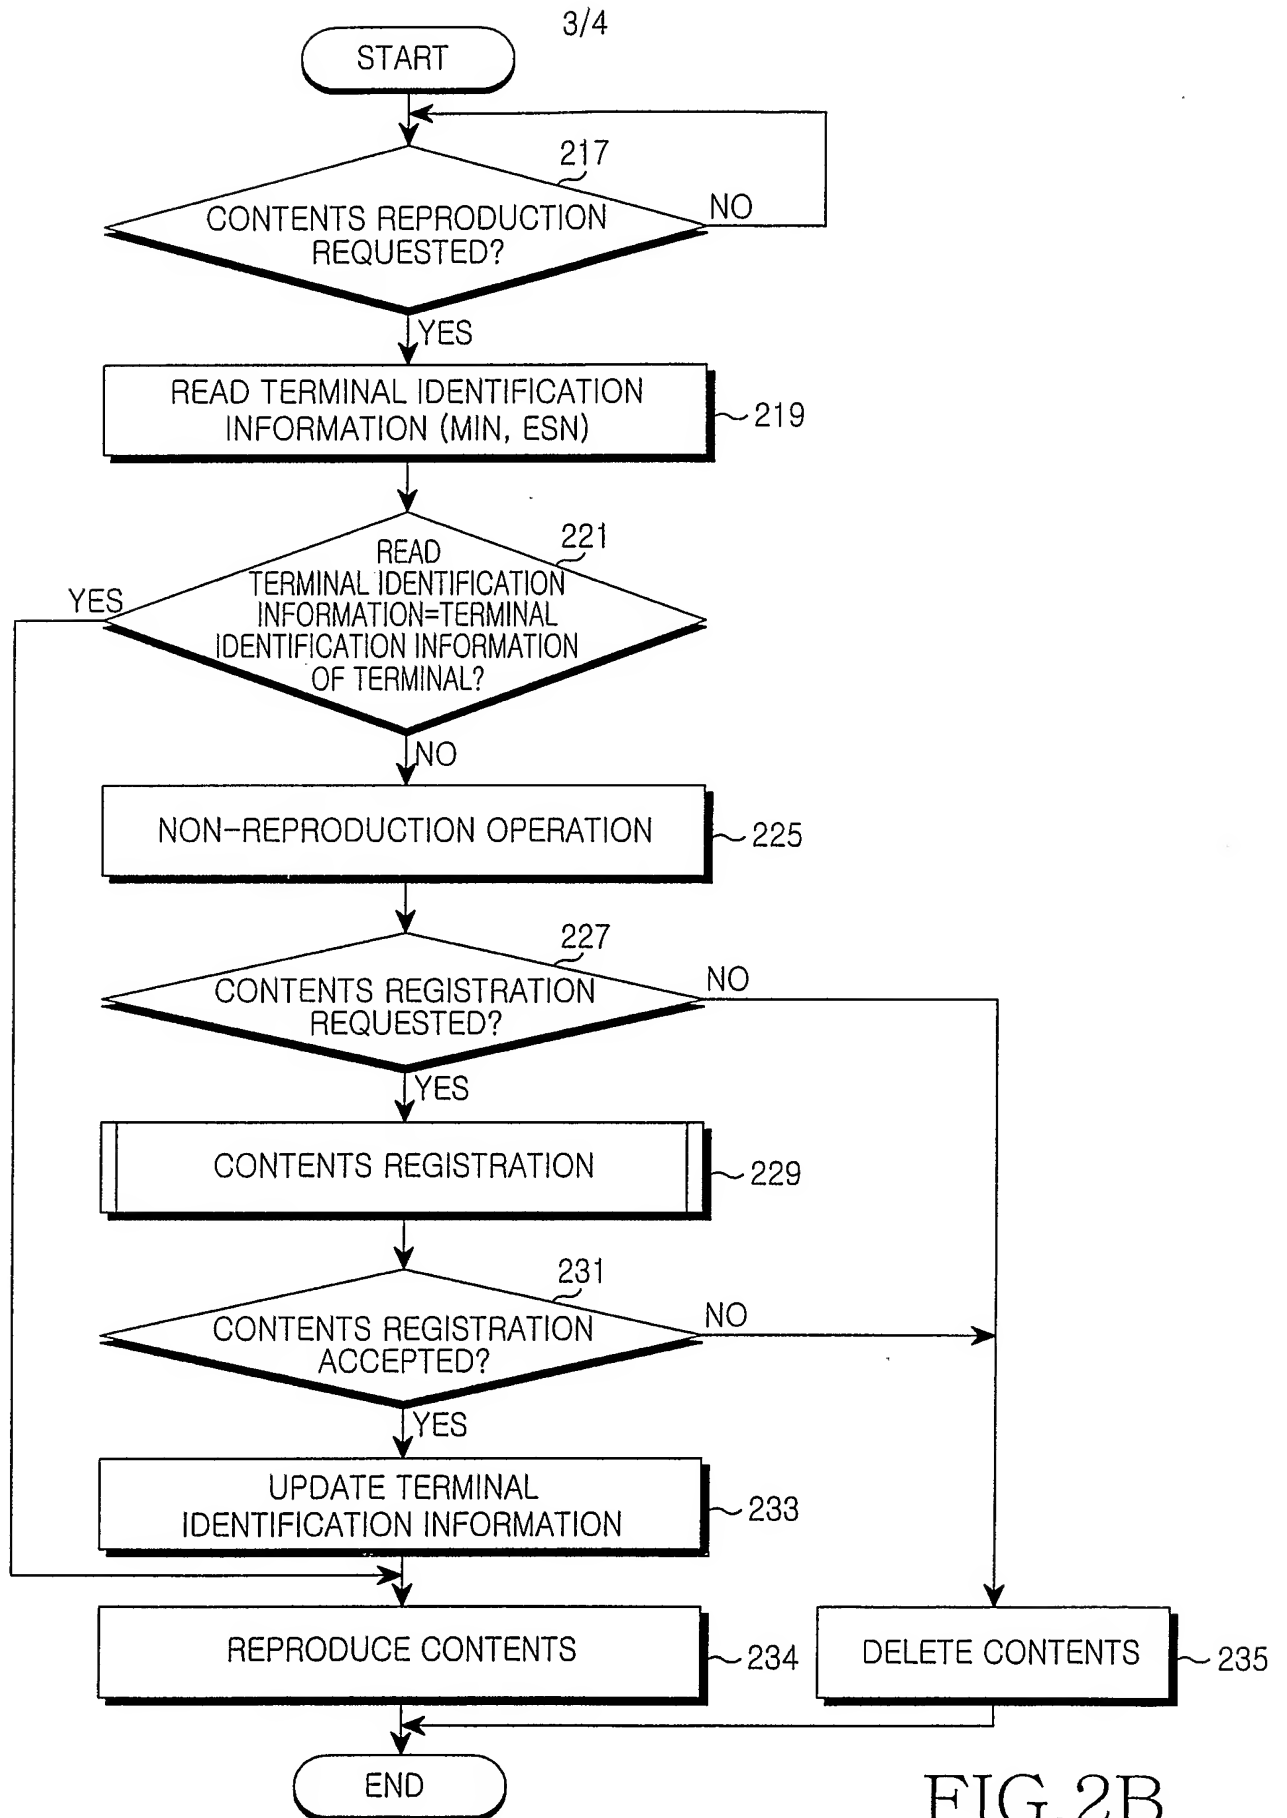 3/4
START
217
CONTENTS REPRODUCTION
REQUESTED?
NO
YES
READ TERMINAL IDENTIFICATION
INFORMATION (MIN, ESN)
219
221
READ
TERMINAL IDENTIFICATION
INFORMATION=TERMINAL
IDENTIFICATION INFORMATION
OF TERMINAL?
YES
NO
NON-REPRODUCTION OPERATION
225
227
CONTENTS REGISTRATION
REQUESTED?
NO
YES
CONTENTS REGISTRATION
229
231
CONTENTS REGISTRATION
ACCEPTED?
NO
YES
UPDATE TERMINAL
IDENTIFICATION INFORMATION
233
REPRODUCE CONTENTS
234
DELETE CONTENTS
235
END
FIG.2B